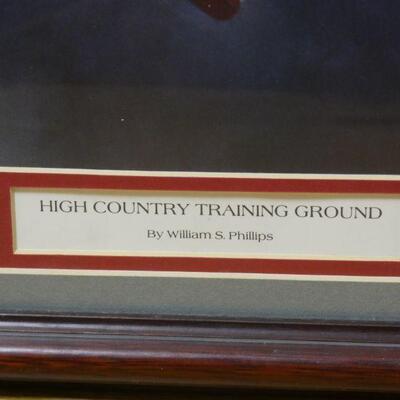 HIGH COUNTRY TRAINING GROUND
By William S. Phillips